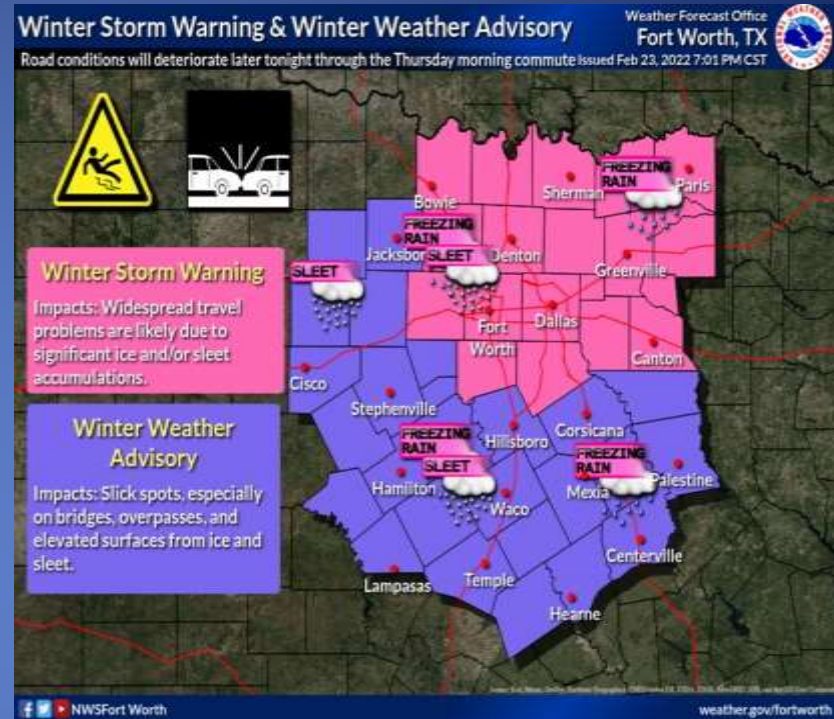 Winter Storm Warning & Winter Weather Advisory
Weather Forecast Office
Fort Worth, TX
Road conditions will deteriorate later tonight through the Thursday morning commute
Issued Feb 23, 2022 7:01 PM CST
Winter Storm Warning
Impacts: Widespread travel
problems are likely due to
significant ice and/or sleet
accumulations.
Winter Weather
Advisory
Impacts: Slick spots, especially
on bridges, overpasses, and
elevated surfaces from ice and
sleet.
Bowie
Sherman
FREEZING
RAIN
Paris
FREEZING
RAIN
SLEET
Jacksbor
Denton
SLEET
Greenville
Fort
Worth
Dallas
Canton
Cisco
Stephenville
Hillsboro
Corsicana
FREEZING
RAIN
SLEET
Hamilton
Waco
FREEZING
RAIN
Mexia
Palestine
Centerville
Lampasas
Temple
Hearne
NWSFort Worth
weather.gov/fortworth